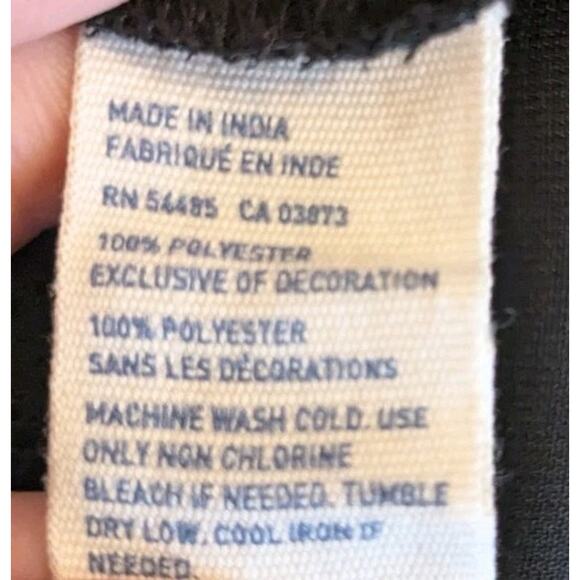 MADE IN INDIA
FABRIQUÉ EN INDE
RN 54485 CA 03873
100% POLYESTER
EXCLUSIVE OF DECORATION
100% POLYESTER
SANS LES DÉCORATIONS
MACHINE WASH COLD. USE
ONLY NON CHLORINE
BLEACH IF NEEDED. TUMBLE
DRY LOW. COOL IRON IF
NEEDED.